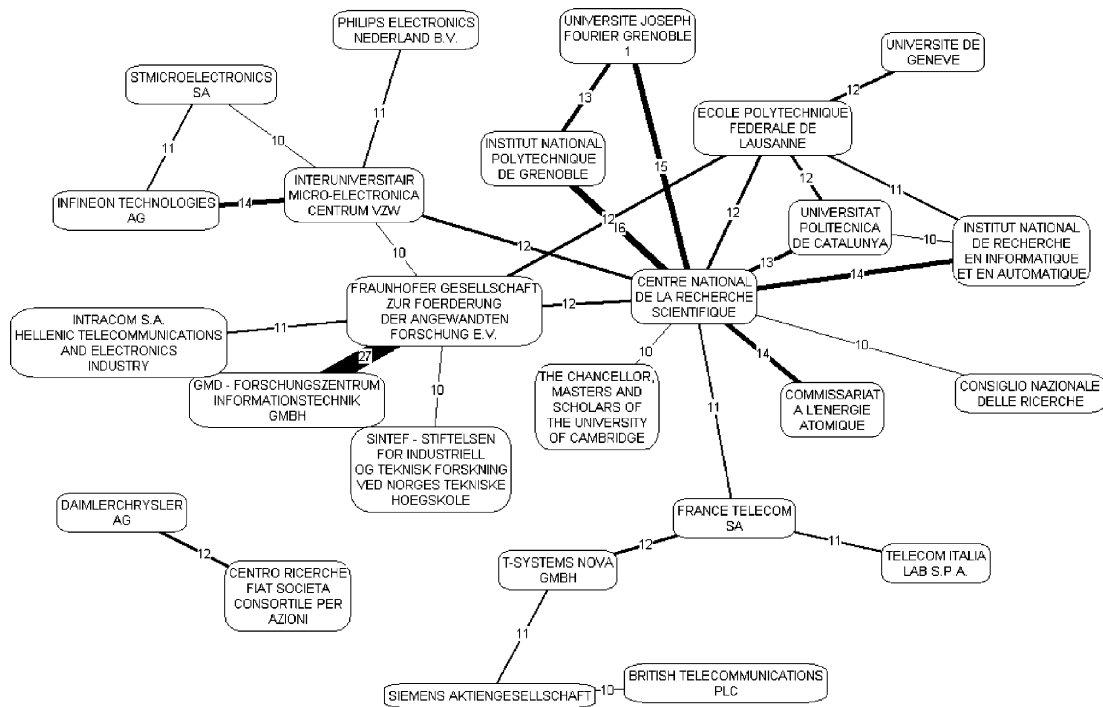 PHILIPS ELECTRONICS
NEDERLAND B.V.
UNIVERSITE JOSEPH
FOURIER GRENOBLE
1
UNIVERSITE DE
GENEVE
STMICROELECTRONICS
SA
12
13
11
ECOLE POLYTECHNIQUE
FEDERALE DE
LAUSANNE
11
10
INSTITUT NATIONAL
POLYTECHNIQUE
DE GRENOBLE
15
12
11
INTERUNIVERSITAIR
MICRO-ELECTRONICA
CENTRUM VZW
INFINEON TECHNOLOGIES
AG
14
12
16
12
UNIVERSITAT
POLITECNICA
DE CATALUNYA
10
INSTITUT NATIONAL
DE RECHERCHE
EN INFORMATIQUE
ET EN AUTOMATIQUE
12
10
13
14
FRAUNHOFER GESELLSCHAFT
ZUR FOERDERUNG
DER ANGEWANDTEN
FORSCHUNG E.V.
12
CENTRE NATIONAL
DE LA RECHERCHE
SCIENTIFIQUE
INTRACOM S.A.
HELLENIC TELECOMMUNICATIONS
AND ELECTRONICS
INDUSTRY
11
27
10
14
10
GMD - FORSCHUNGSZENTRUM
INFORMATIONSTECHNIK
GMBH
10
THE CHANCELLOR,
MASTERS AND
SCHOLARS OF
THE UNIVERSITY
OF CAMBRIDGE
11
COMMISSARIAT
A L'ENERGIE
ATOMIQUE
CONSIGLIO NAZIONALE
DELLE RICERCHE
SINTEF - STIFTELSEN
FOR INDUSTRIELL
OG TEKNISK FORSKNING
VED NORGES TEKNISKE
HOEGSKOLE
DAIMLERCHRYSLER
AG
12
CENTRO RICERCHE
FIAT SOCIETA
CONSORTILE PER
AZIONI
FRANCE TELECOM
SA
12
11
T-SYSTEMS NOVA
GMBH
TELECOM ITALIA
LAB S.P.A.
11
SIEMENS AKTIENGESELLSCHAFT
10
BRITISH TELECOMMUNICATIONS
PLC